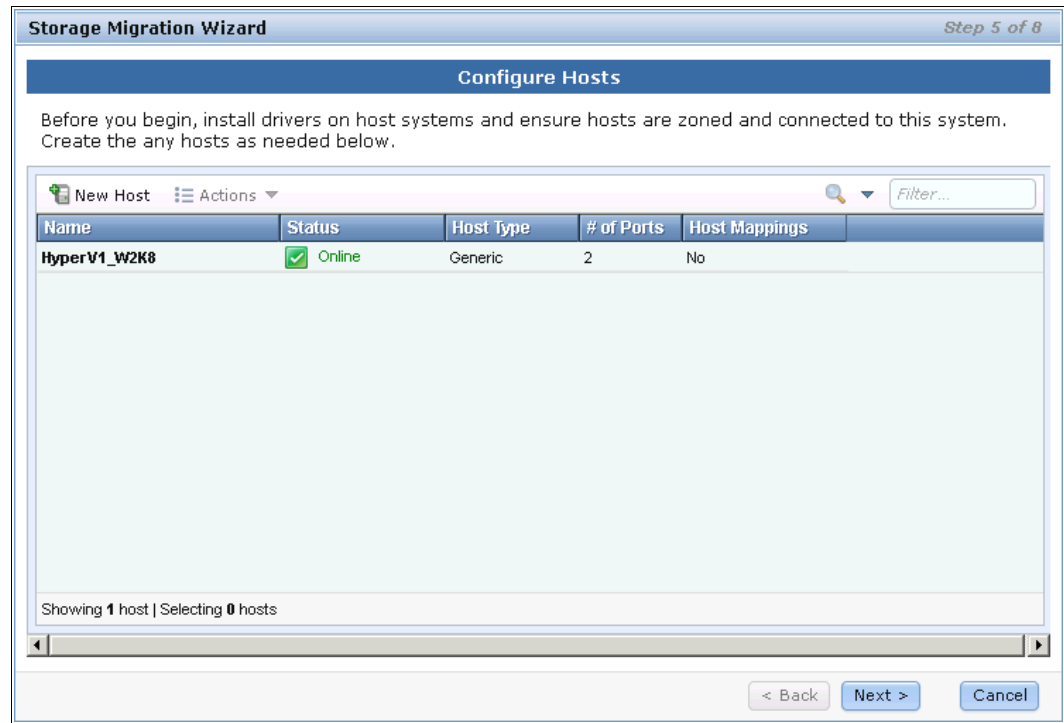 Storage Migration Wizard Step 5 of 8
Configure Hosts
Before you begin, install drivers on host systems and ensure hosts are zoned and connected to this system.
Create the any hosts as needed below.
New Host Actions Filter...
Name Status Host Type # of Ports Host Mappings
HyperV1_W2K8 Online Generic 2 No
Showing 1 host | Selecting 0 hosts
< Back Next > Cancel